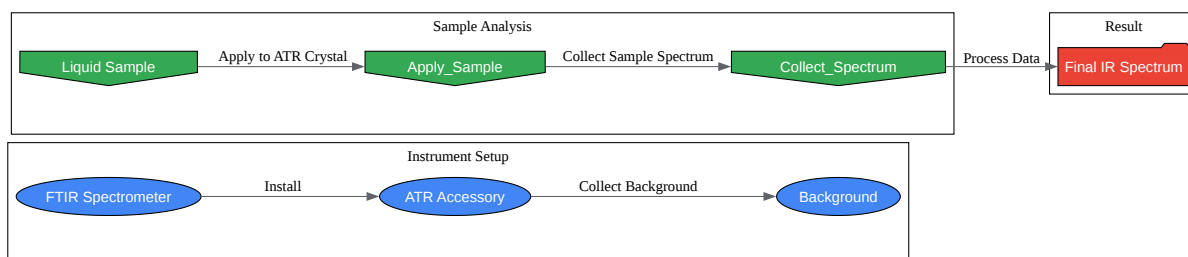 Sample Analysis
Result
Liquid Sample
Apply to ATR Crystal
Apply_Sample
Collect Sample Spectrum
Collect_Spectrum
Process Data
Final IR Spectrum
Instrument Setup
FTIR Spectrometer
Install
ATR Accessory
Collect Background
Background